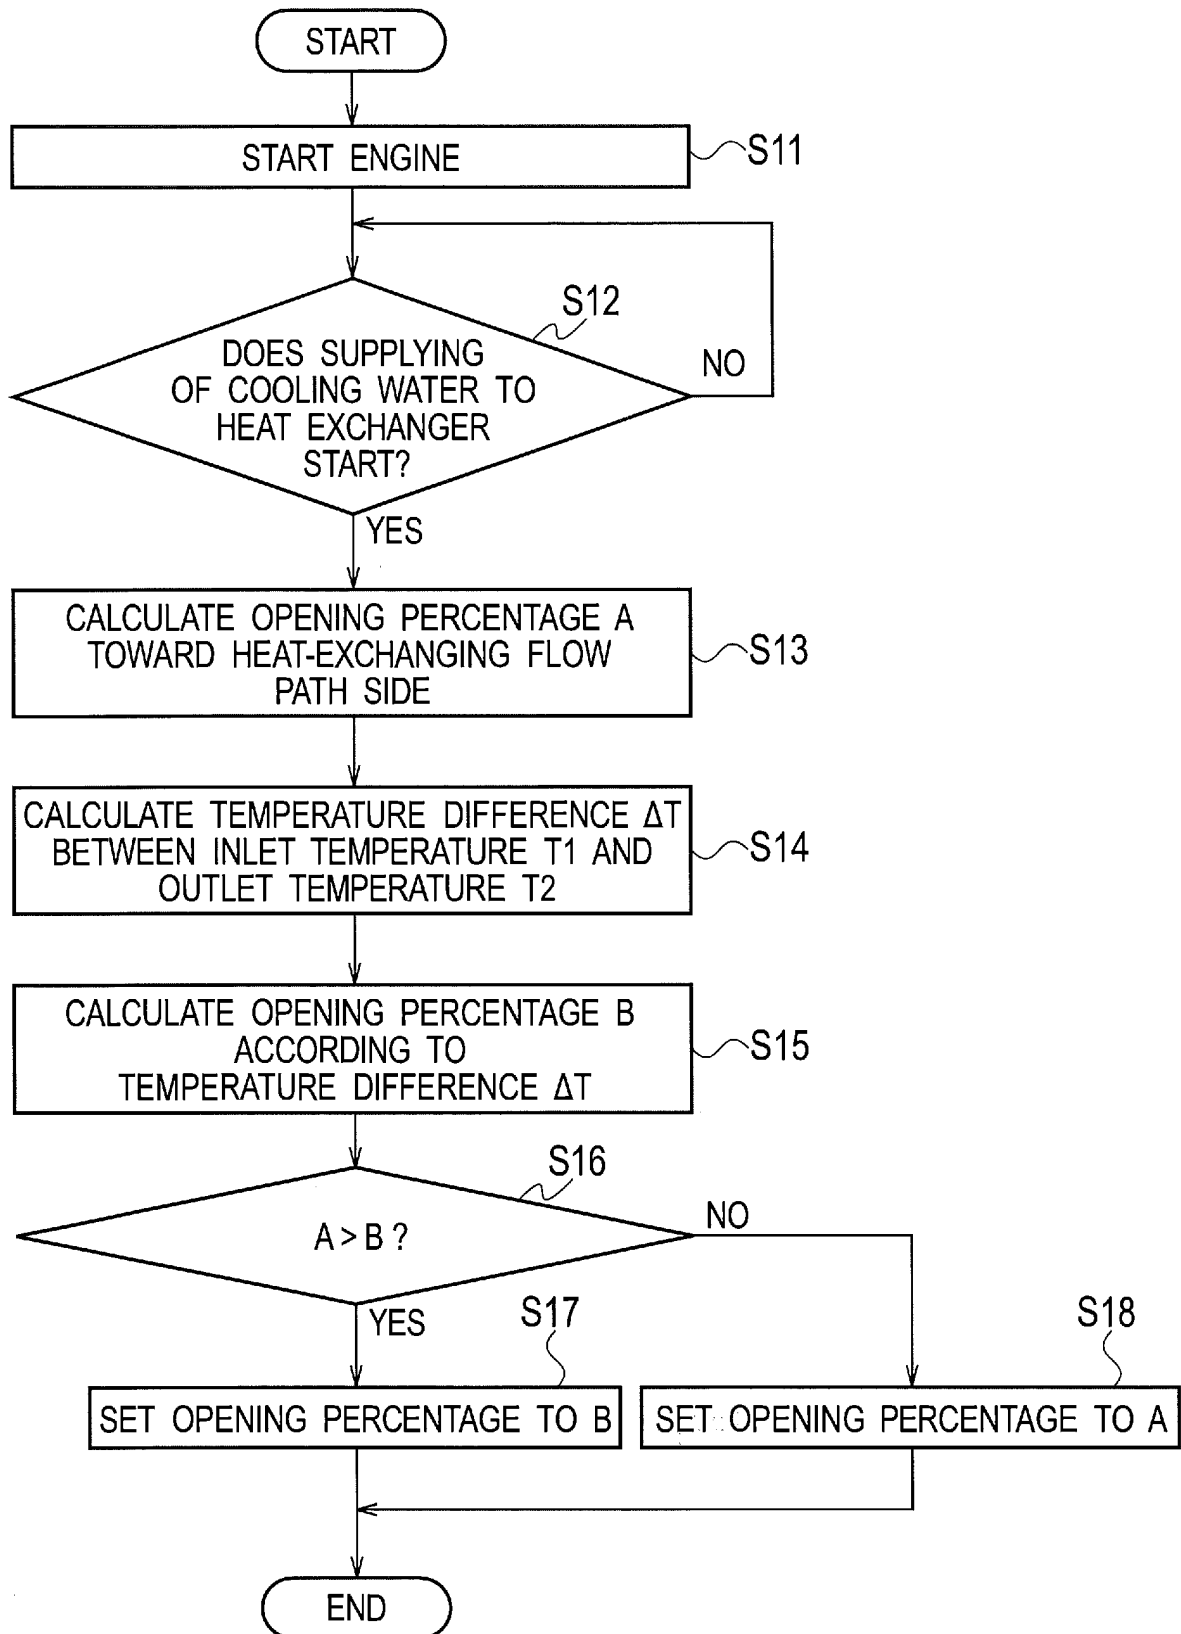 START
START ENGINE
S11
S12
DOES SUPPLYING
OF COOLING WATER TO
HEAT EXCHANGER
START?
NO
YES
CALCULATE OPENING PERCENTAGE A
TOWARD HEAT-EXCHANGING FLOW
PATH SIDE
S13
CALCULATE TEMPERATURE DIFFERENCE ΔT
BETWEEN INLET TEMPERATURE T1 AND
OUTLET TEMPERATURE T2
S14
CALCULATE OPENING PERCENTAGE B
ACCORDING TO
TEMPERATURE DIFFERENCE ΔT
S15
S16
A > B ?
NO
YES
S17
S18
SET OPENING PERCENTAGE TO B
SET OPENING PERCENTAGE TO A
END